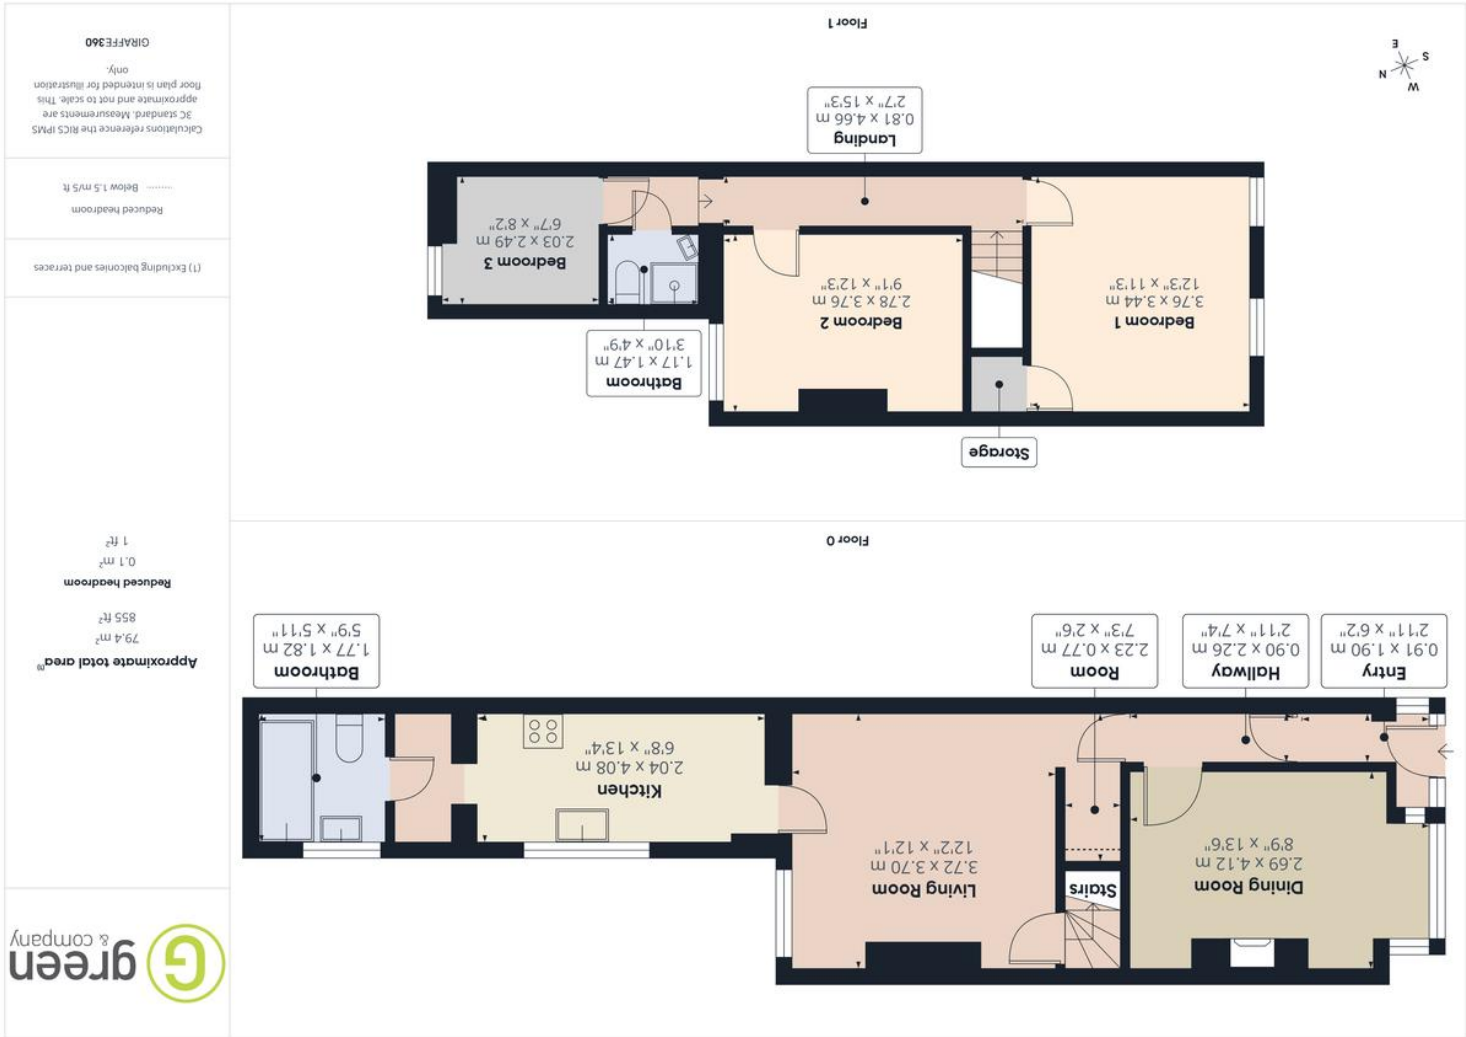 Dining Room
2.69 x 4.12 m
8'9" x 13'6"
Stairs
Living Room
3.72 x 3.70 m
12'2" x 12'1"
Kitchen
2.04 x 4.08 m
6'8" x 13'4"
Entry
0.91 x 1.90 m
2'11" x 6'2"
Hallway
0.90 x 2.26 m
2'11" x 7'4"
Room
2.23 x 0.77 m
7'3" x 2'6"
Bathroom
1.77 x 1.82 m
5'9" x 5'11"
Floor 0
Storage
Bedroom 1
3.76 x 3.44 m
12'3" x 11'3"
Bedroom 2
2.78 x 3.76 m
9'1" x 12'3"
Bathroom
1.17 x 1.47 m
3'10" x 4'9"
Bedroom 3
2.03 x 2.49 m
6'7" x 8'2"
Landing
0.81 x 4.66 m
2'7" x 15'3"
W
S
N
E
Floor 1
G green
& company
Approximate total area(1)
79.4 m²
855 ft²
Reduced headroom
0.1 m²
1 ft²
(1) Excluding balconies and terraces
Reduced headroom
Below 1.5 m/5 ft
Calculations reference the RICS IPMS
3C standard. Measurements are
approximate and not to scale. This
floor plan is intended for illustration
only.
GIRAFFE360